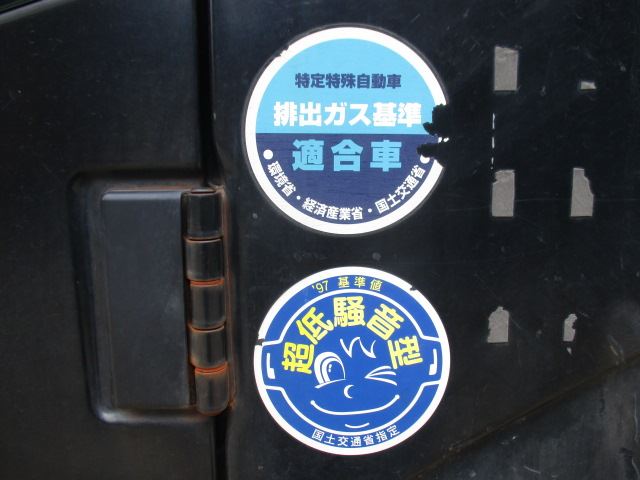 特定特殊自動車
排出ガス基準
適合車
・環境省・経済産業省・国土交通省・
'97 基準値
超低騒音型
国土交通省指定